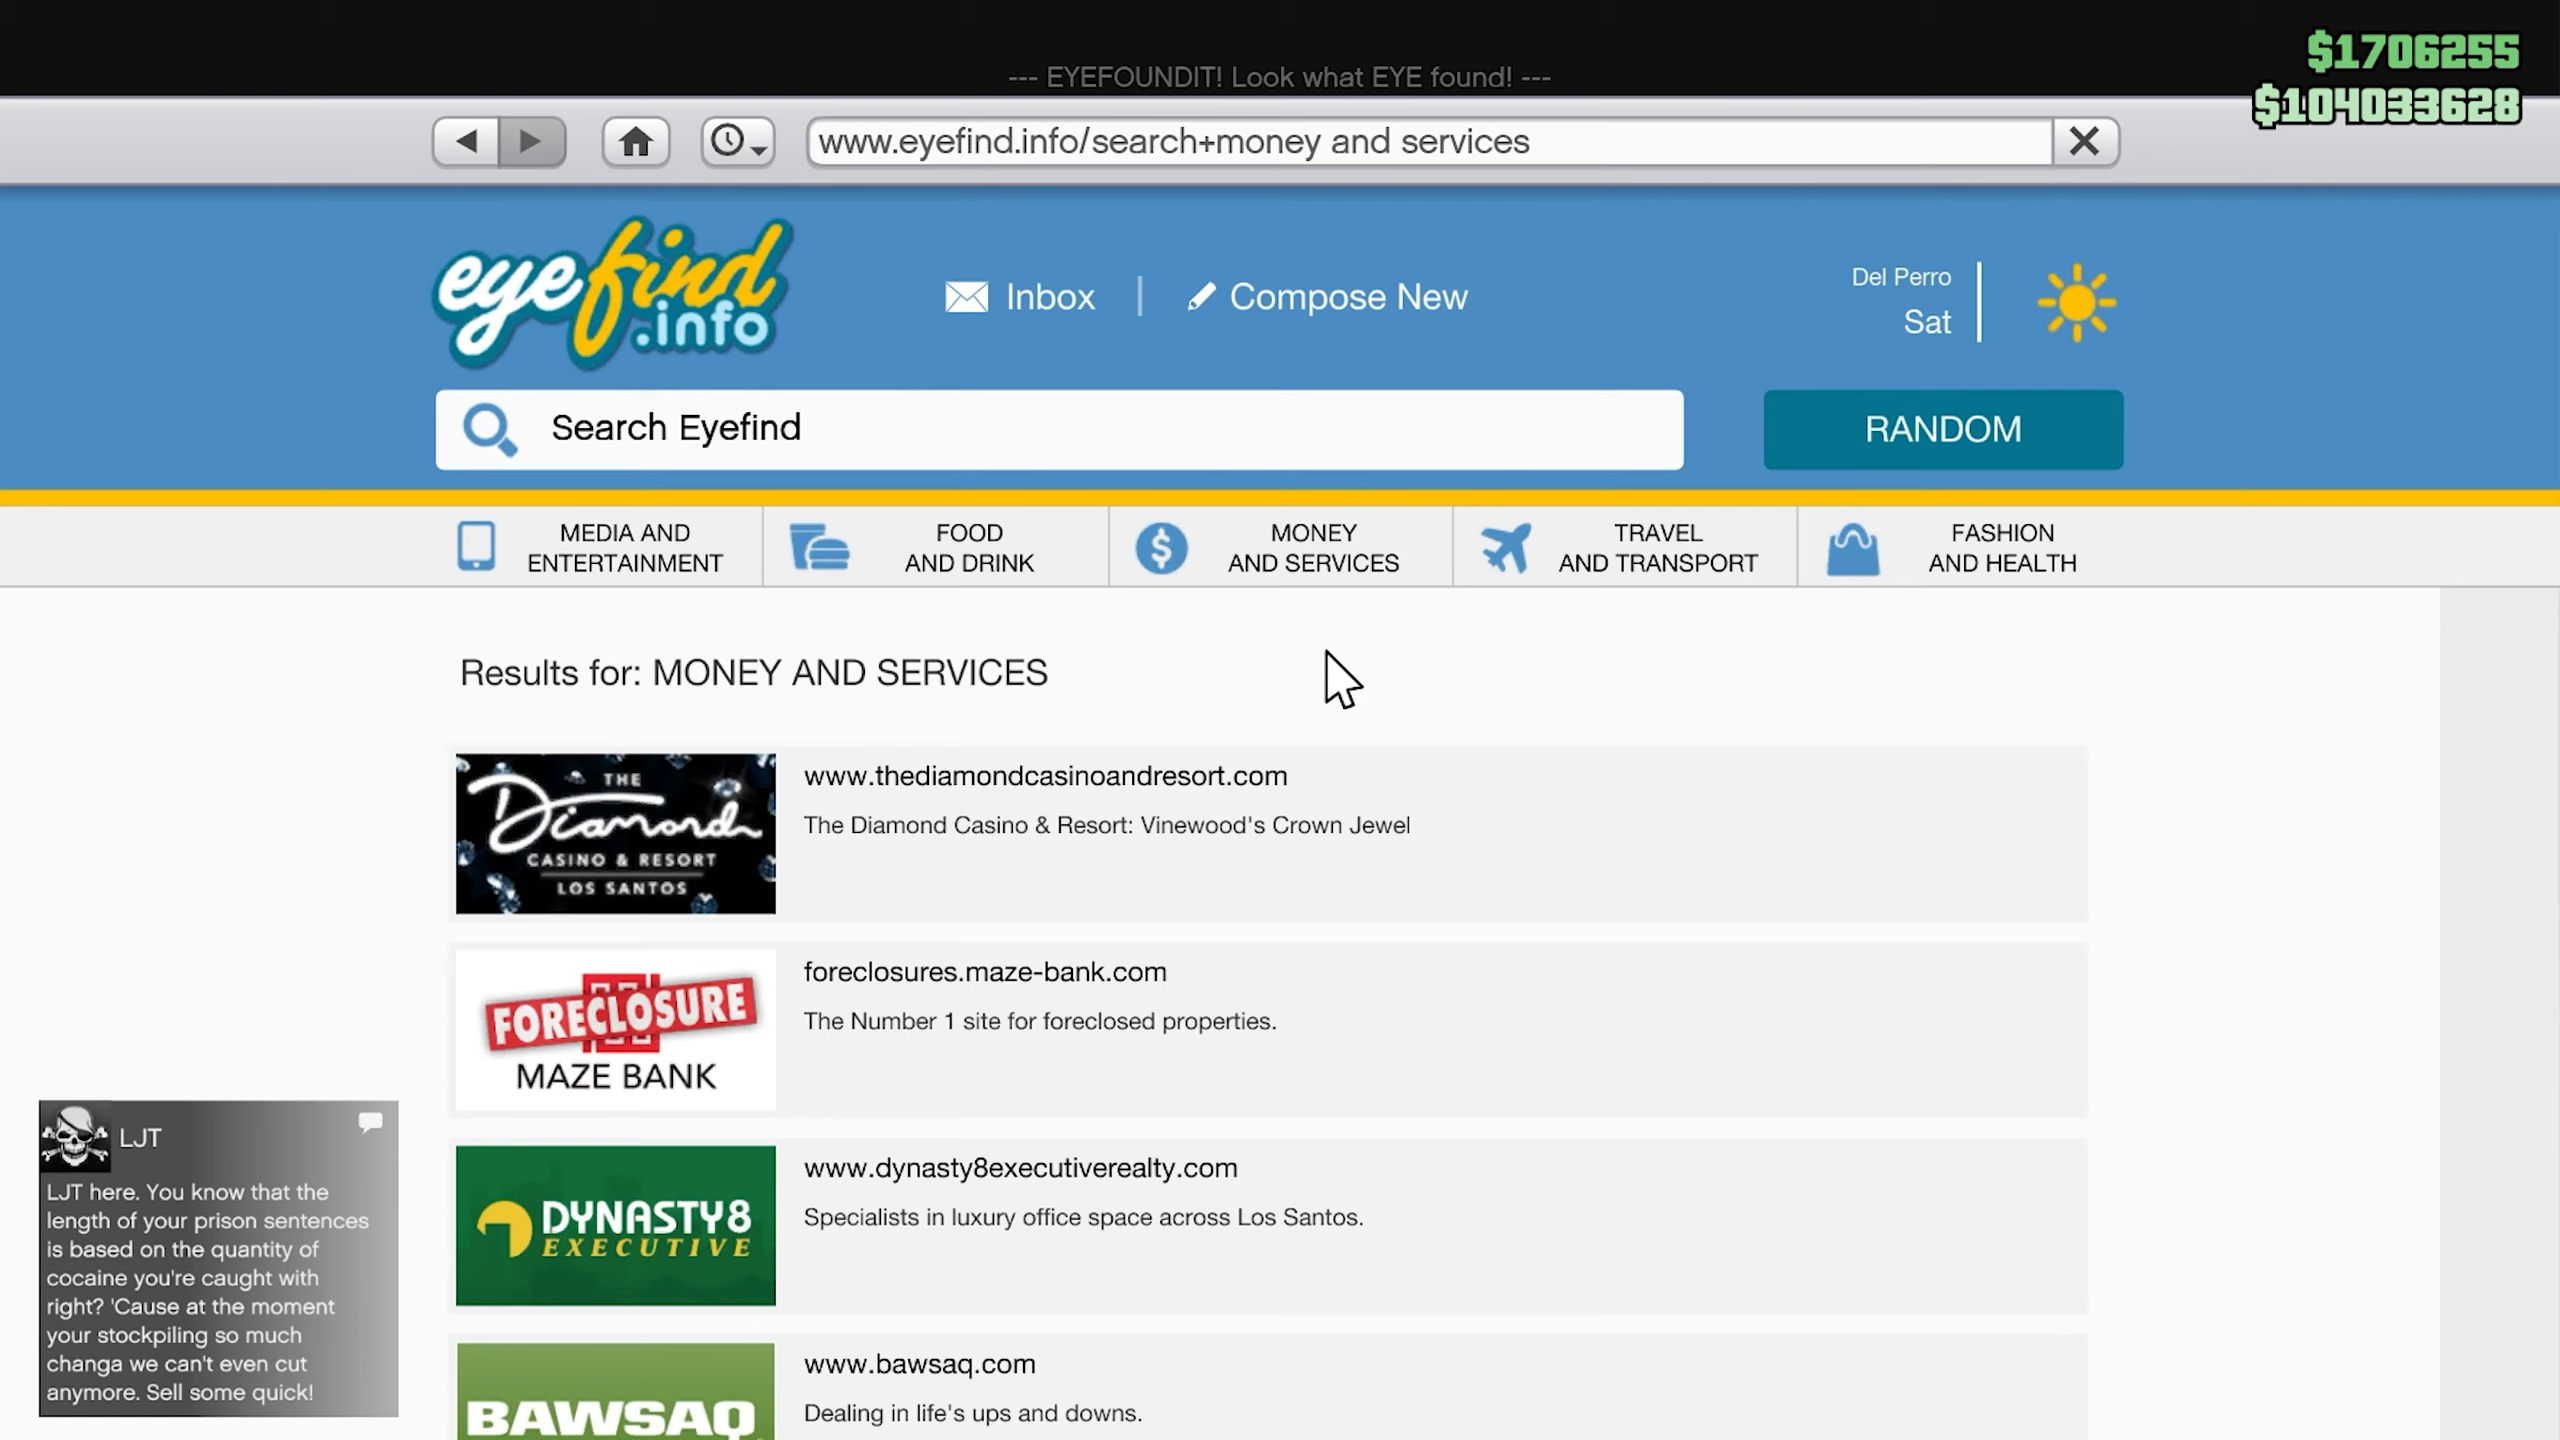 $1706255
$104033628
--- EYEFOUNDIT! Look what EYE found! ---
www.eyefind.info/search+money and services
eyefind
.info
Inbox
Compose New
Del Perro
Sat
Search Eyefind
RANDOM
MEDIA AND
ENTERTAINMENT
FOOD
AND DRINK
MONEY
AND SERVICES
TRAVEL
AND TRANSPORT
FASHION
AND HEALTH
Results for: MONEY AND SERVICES
THE
Diamond
CASINO & RESORT
LOS SANTOS
www.thediamondcasinoandresort.com
The Diamond Casino & Resort: Vinewood's Crown Jewel
FORECLOSURE
MAZE BANK
foreclosures.maze-bank.com
The Number 1 site for foreclosed properties.
DYNASTY8
EXECUTIVE
www.dynasty8executiverealty.com
Specialists in luxury office space across Los Santos.
BAWSAQ
www.bawsaq.com
Dealing in life's ups and downs.
LJT
LJT here. You know that the
length of your prison sentences
is based on the quantity of
cocaine you're caught with
right? 'Cause at the moment
your stockpiling so much
changa we can't even cut
anymore. Sell some quick!